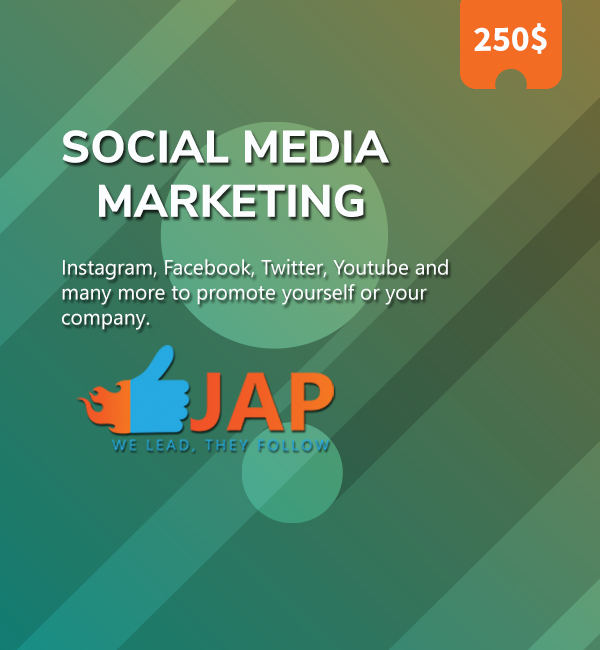 250$
SOCIAL MEDIA
MARKETING
Instagram, Facebook, Twitter, Youtube and
many more to promote yourself or your
company.
JAP
WE LEAD, THEY FOLLOW